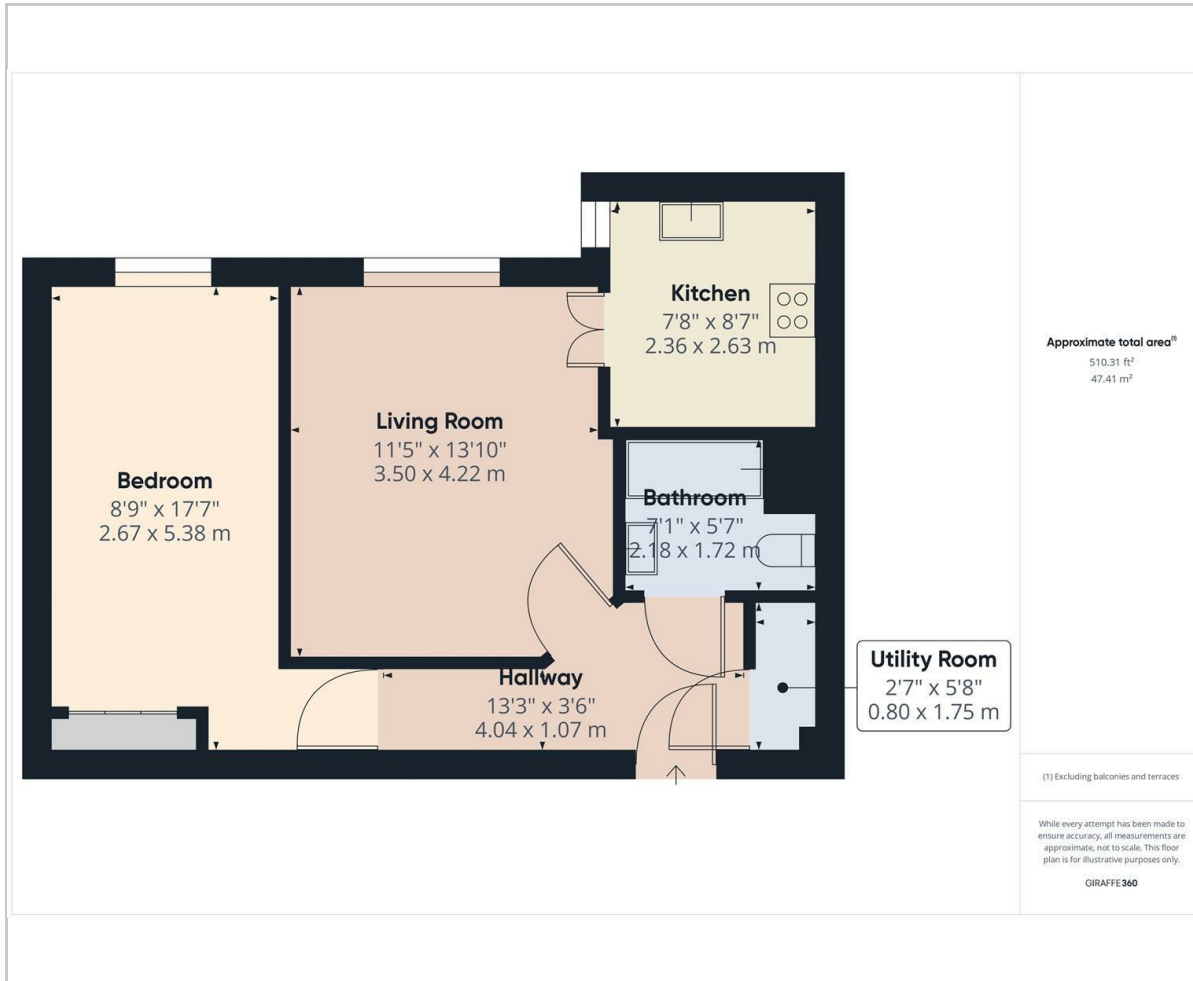 Kitchen
7'8" x 8'7"
2.36 x 2.63 m
Living Room
11'5" x 13'10"
3.50 x 4.22 m
Bedroom
8'9" x 17'7"
2.67 x 5.38 m
Bathroom
7'1" x 5'7"
2.18 x 1.72 m
Hallway
13'3" x 3'6"
4.04 x 1.07 m
Utility Room
2'7" x 5'8"
0.80 x 1.75 m
Approximate total area(1)
510.31 ft²
47.41 m²
(1) Excluding balconies and terraces
While every attempt has been made to
ensure accuracy, all measurements are
approximate, not to scale. This floor
plan is for illustrative purposes only.
GIRAFFE360